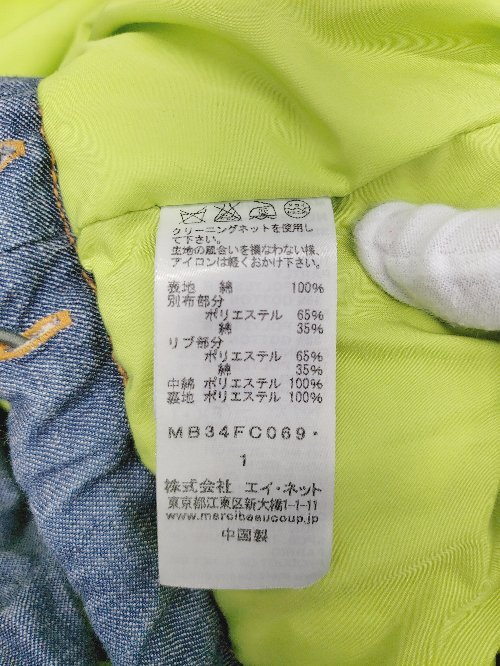 クリーニングネットを使用し
て下さい。
生地の風合いを損なわない様、
アイロンは軽くおかけ下さい。
表地 綿 100%
別布部分
ポリエステル 65%
綿 35%
リブ部分
ポリエステル 65%
綿 35%
中綿 ポリエステル 100%
裏地 ポリエステル 100%
MB34FC069・
1
株式会社 エイ・ネット
東京都江東区新大橋1-1-11
www.mercibeaucoup.jp
中国製